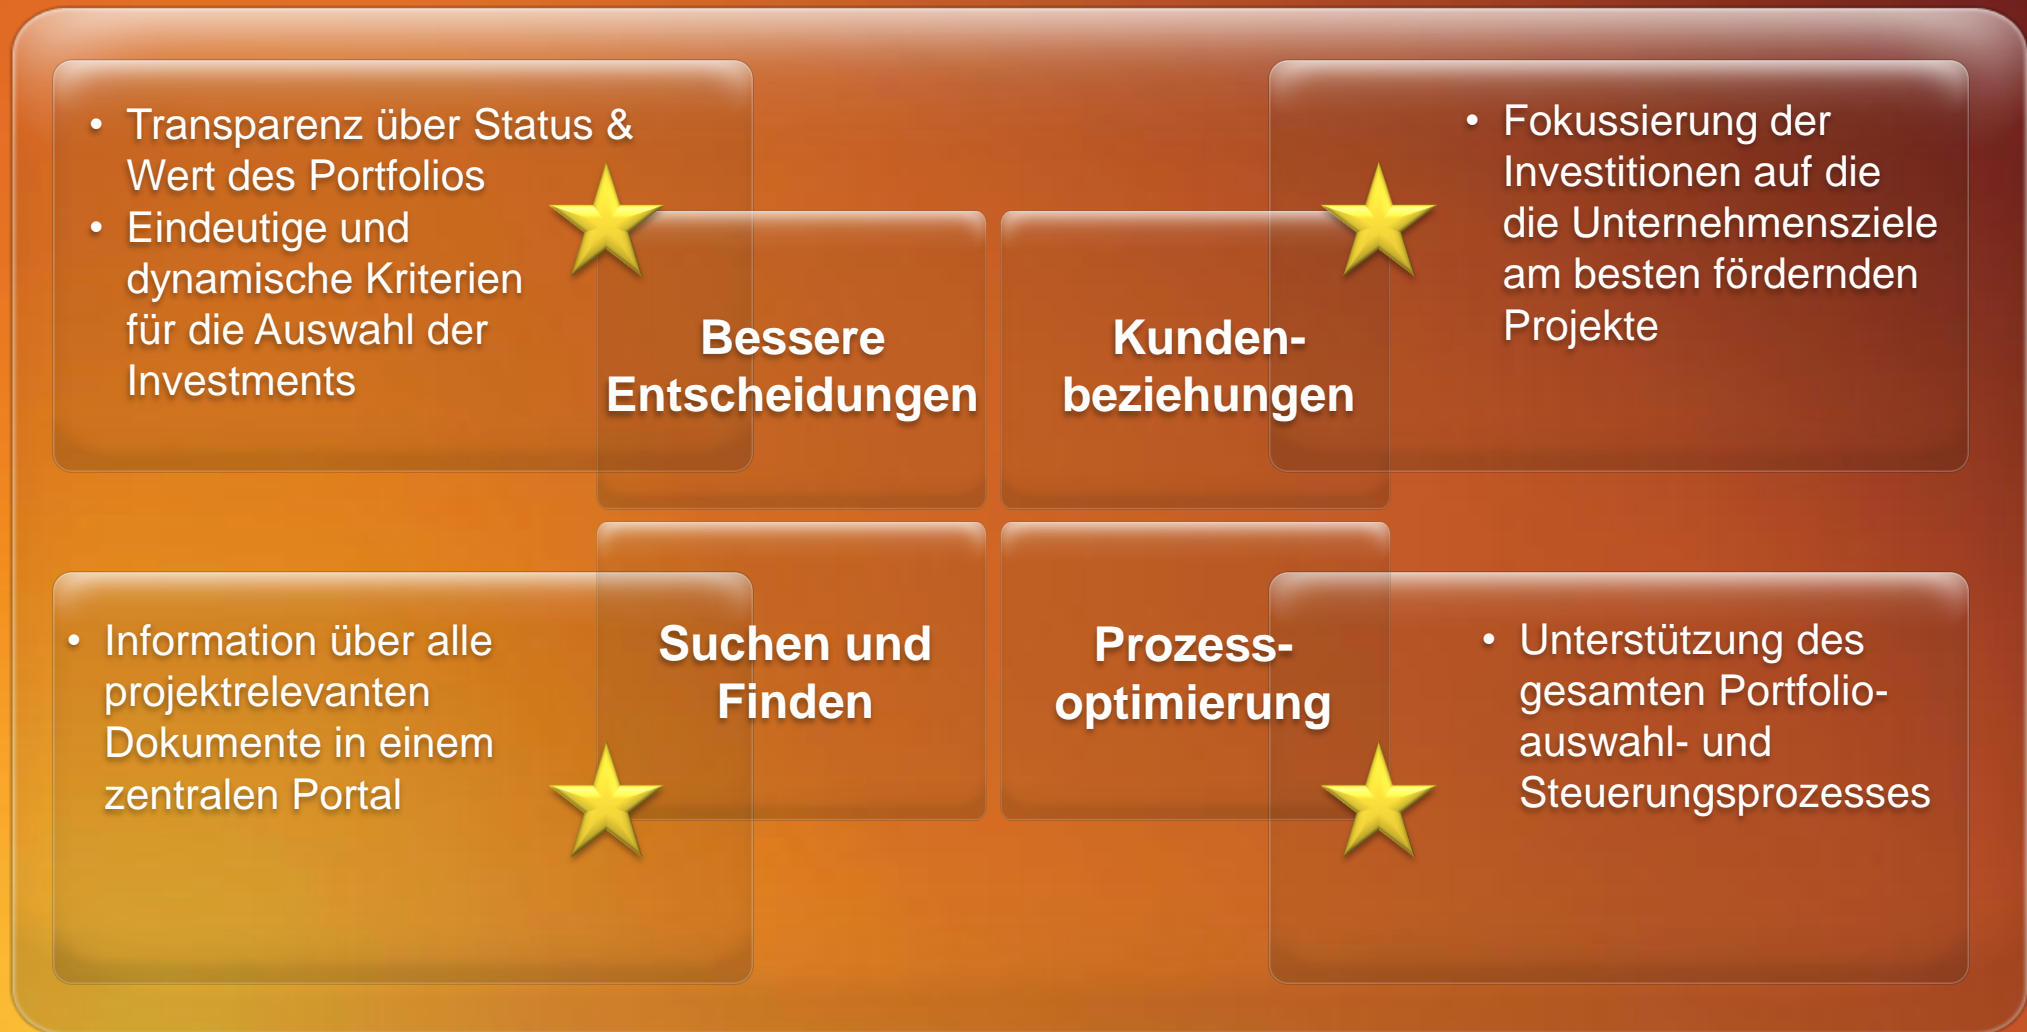 • Transparenz über Status &
Wert des Portfolios
• Eindeutige und
dynamische Kriterien
für die Auswahl der
Investments
Bessere
Entscheidungen
Kunden-
beziehungen
• Fokussierung der
Investitionen auf die
die Unternehmensziele
am besten fördernden
Projekte
• Information über alle
projektrelevanten
Dokumente in einem
zentralen Portal
Suchen und
Finden
Prozess-
optimierung
• Unterstützung des
gesamten Portfolio-
auswahl- und
Steuerungsprozesses